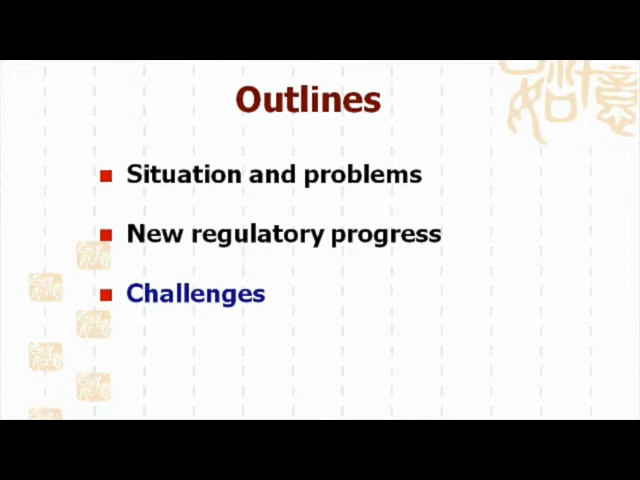 Outlines
Situation and problems
New regulatory progress
Challenges